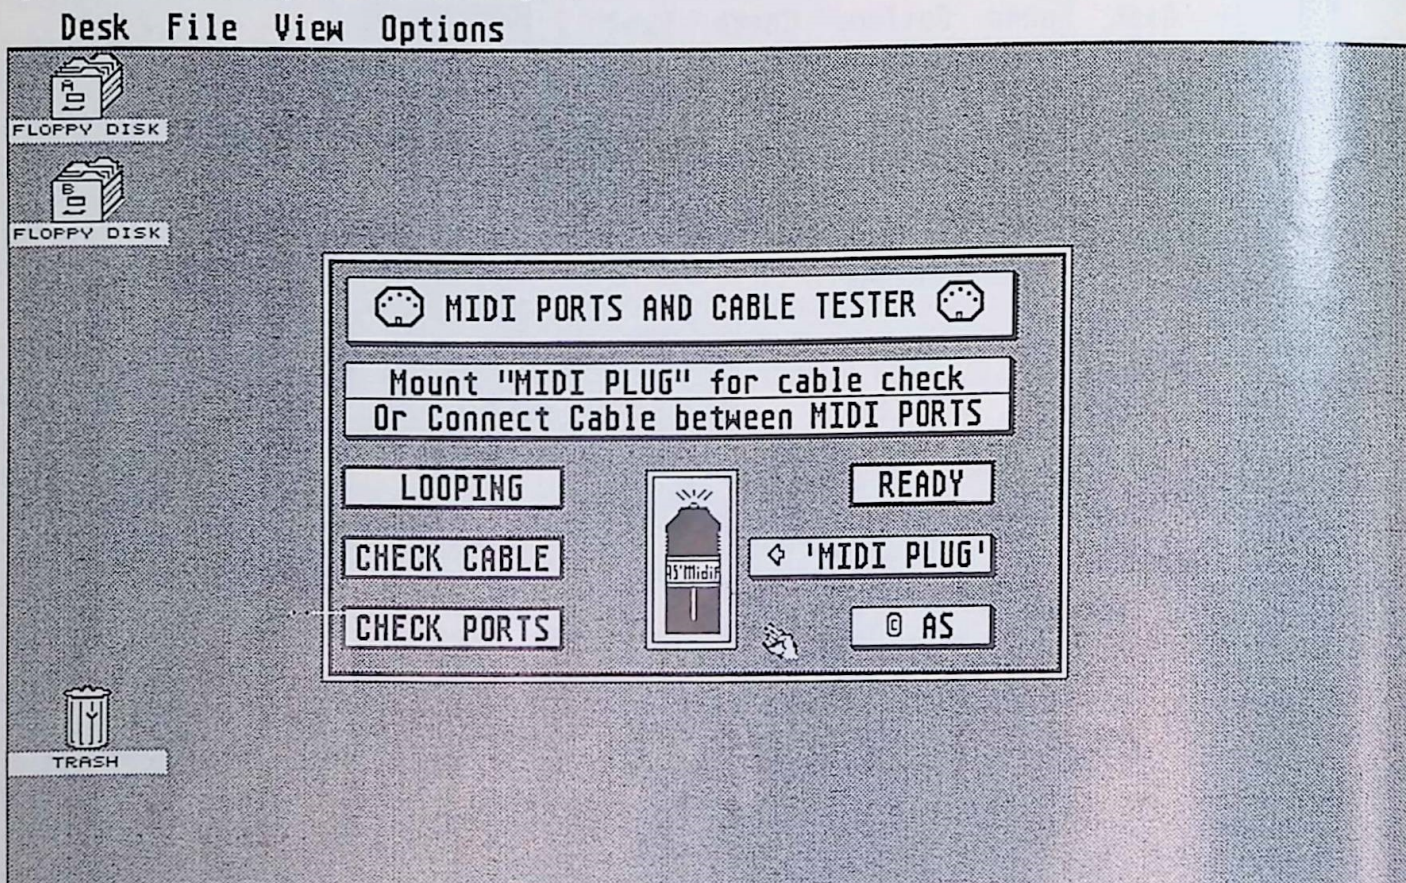 Desk File View Options
A
FLOPPY DISK
B
FLOPPY DISK
MIDI PORTS AND CABLE TESTER
Mount "MIDI PLUG" for cable check
Or Connect Cable between MIDI PORTS
LOOPING
READY
AS'MidiP
CHECK CABLE
'MIDI PLUG'
CHECK PORTS
© AS
TRASH